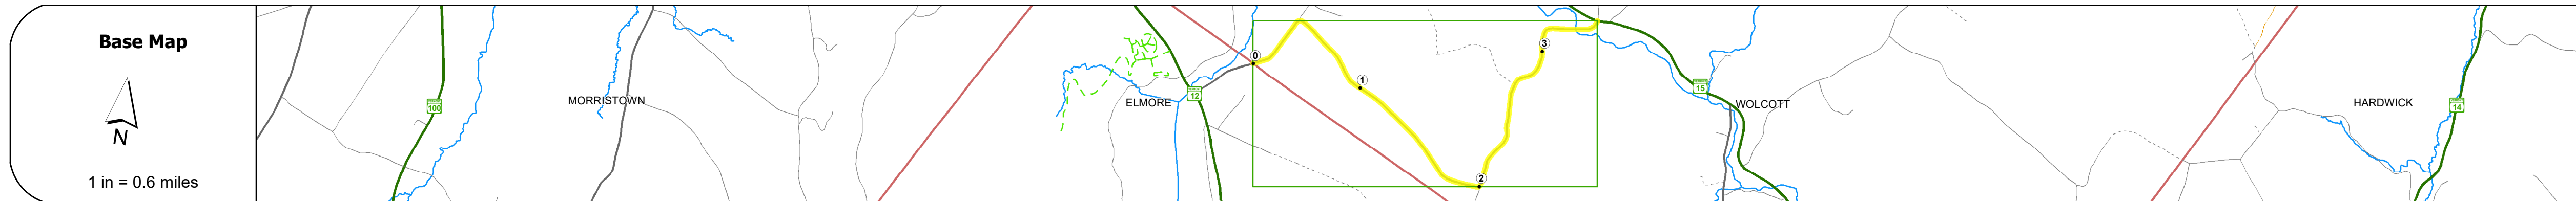 Base Map
N
1 in = 0.6 miles
100
MORRISTOWN
ELMORE
12
0
1
2
3
15
WOLCOTT
HARDWICK
14